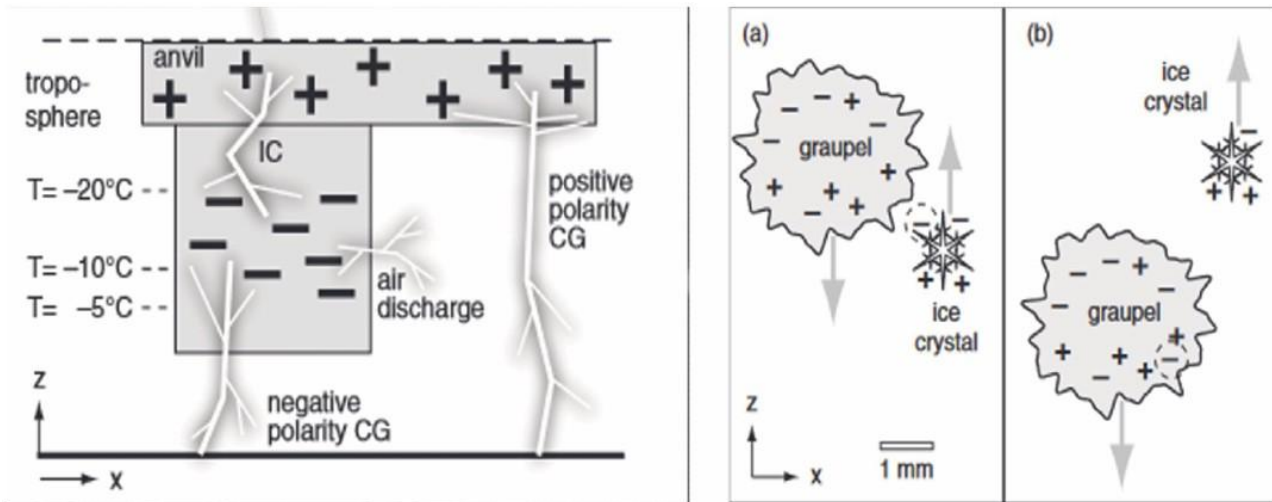 anvil
tropo-
sphere
IC
T= –20°C
T= –10°C
T= –5°C
positive
polarity
CG
air
discharge
negative
polarity CG
z
x
(a)
graupel
ice
crystal
z
x
1 mm
(b)
ice
crystal
graupel